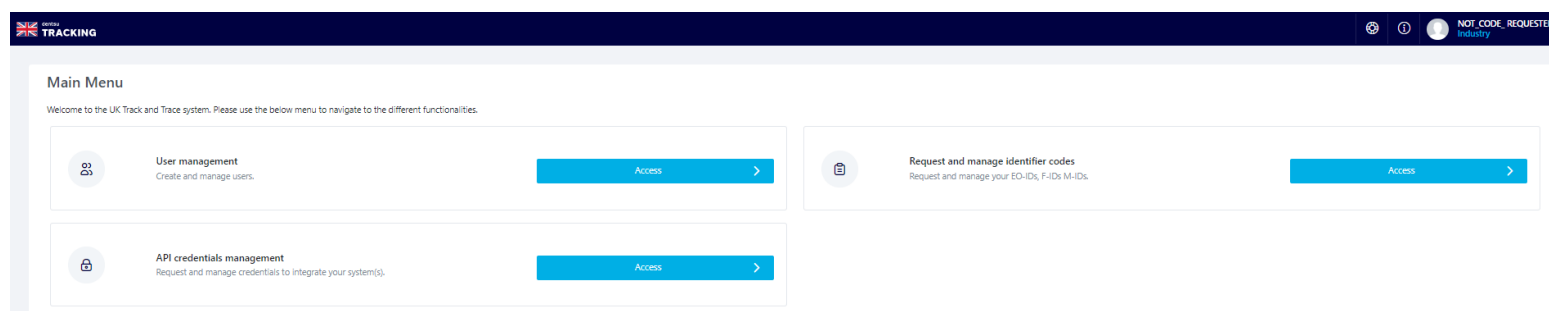 dentsu
TRACKING
NOT_CODE_REQUESTE
Industry
Main Menu
Welcome to the UK Track and Trace system. Please use the below menu to navigate to the different functionalities.
User management
Create and manage users.
Access
Request and manage identifier codes
Request and manage your EO-IDs, F-IDs M-IDs.
Access
API credentials management
Request and manage credentials to integrate your system(s).
Access